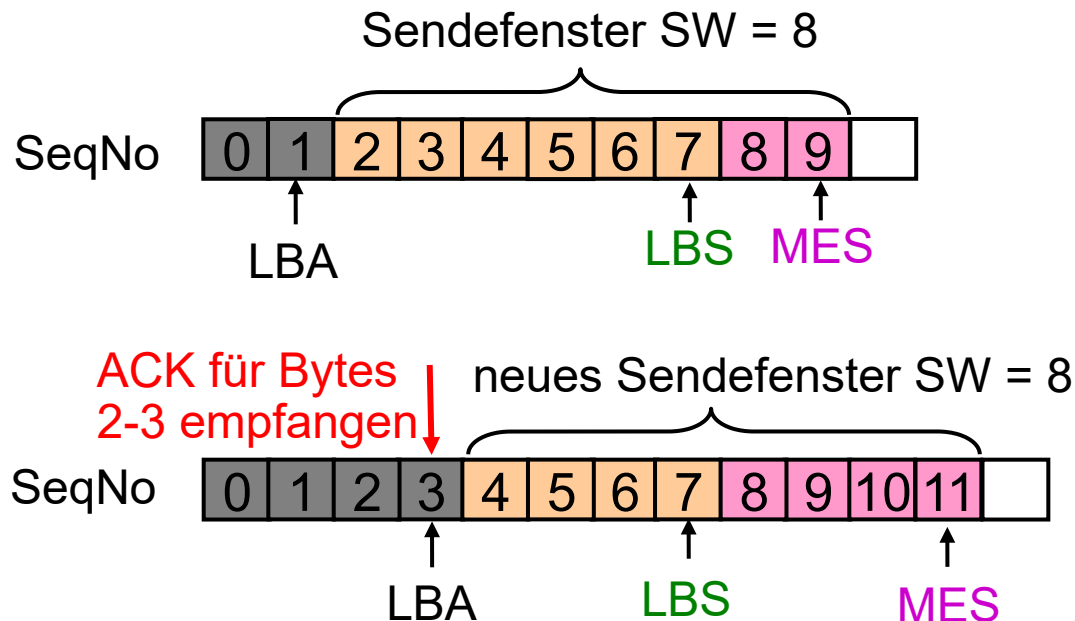 Sendefenster SW = 8
SeqNo 0 1 2 3 4 5 6 7 8 9
LBA LBS MES
ACK für Bytes
2-3 empfangen
neues Sendefenster SW = 8
SeqNo 0 1 2 3 4 5 6 7 8 9 10 11
LBA LBS MES